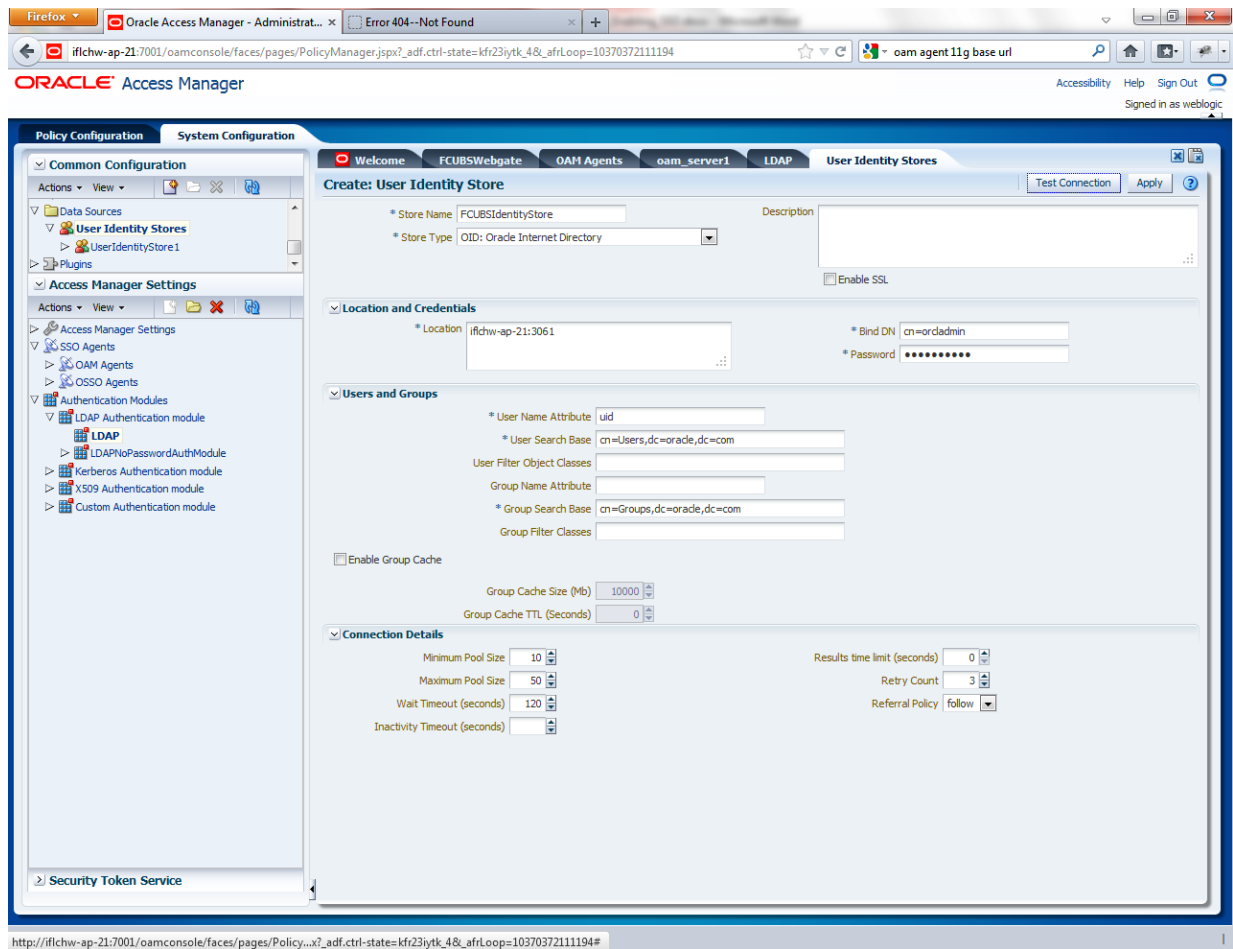 Firefox
Oracle Access Manager - Administrat...
Error 404--Not Found
iflchw-ap-21:7001/oamconsole/faces/pages/PolicyManager.jspx?_adf.ctrl-state=kfr23iytk_4&_afrLoop=10370372111194
oam agent 11g base url
ORACLE Access Manager
Accessibility Help Sign Out
Signed in as weblogic
Policy Configuration System Configuration
Common Configuration
Actions View
Data Sources
User Identity Stores
UserIdentityStore1
Plugins
Access Manager Settings
Actions View
Access Manager Settings
SSO Agents
OAM Agents
OSSO Agents
Authentication Modules
LDAP Authentication module
LDAP
LDAPNoPasswordAuthModule
Kerberos Authentication module
X509 Authentication module
Custom Authentication module
Security Token Service
Welcome FCUBSWebgate OAM Agents oam_server1 LDAP User Identity Stores
Create: User Identity Store
Test Connection Apply
* Store Name FCUBSIdentityStore
* Store Type OID: Oracle Internet Directory
Description
Enable SSL
Location and Credentials
* Location iflchw-ap-21:3061
* Bind DN cn=orcladmin
* Password ••••••••••
Users and Groups
* User Name Attribute uid
* User Search Base cn=Users,dc=oracle,dc=com
User Filter Object Classes
Group Name Attribute
* Group Search Base cn=Groups,dc=oracle,dc=com
Group Filter Classes
Enable Group Cache
Group Cache Size (Mb) 10000
Group Cache TTL (Seconds) 0
Connection Details
Minimum Pool Size 10
Maximum Pool Size 50
Wait Timeout (seconds) 120
Inactivity Timeout (seconds)
Results time limit (seconds) 0
Retry Count 3
Referral Policy follow
http://iflchw-ap-21:7001/oamconsole/faces/pages/Policy...x?_adf.ctrl-state=kfr23iytk_4&_afrLoop=10370372111194#